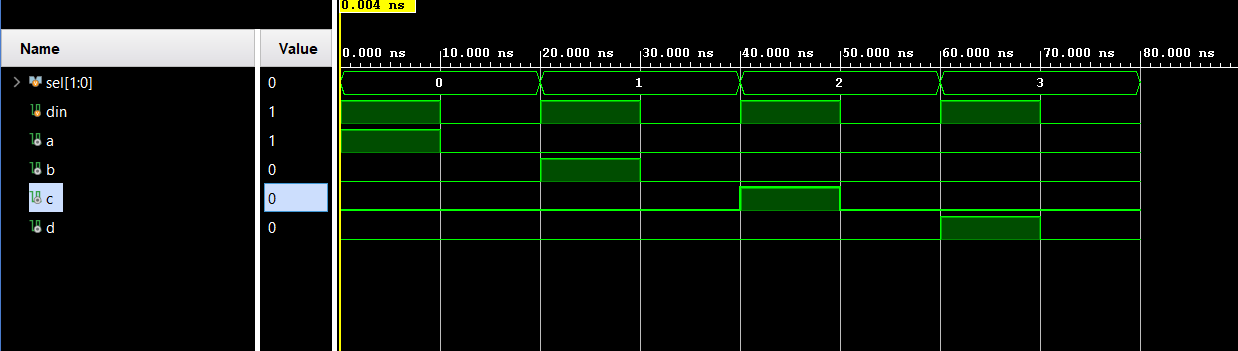 0.004 ns
Name Value 0.000 ns 10.000 ns 20.000 ns 30.000 ns 40.000 ns 50.000 ns 60.000 ns 70.000 ns 80.000 ns
sel[1:0] 0 0 1 2 3
din 1
a 1
b 0
c 0
d 0